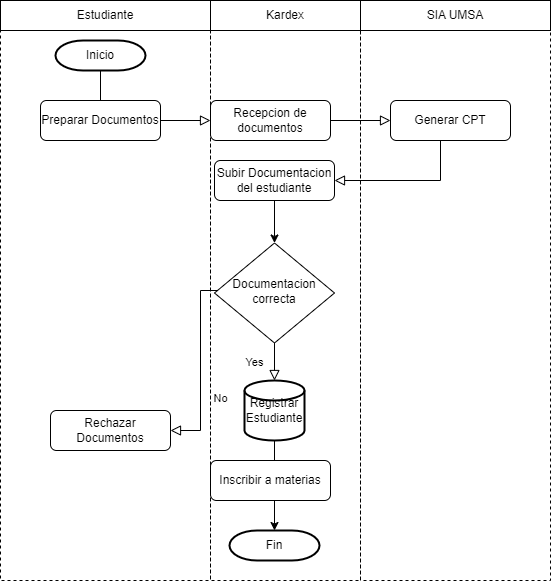 Estudiante
Kardex
SIA UMSA
Inicio
Preparar Documentos
Recepcion de
documentos
Generar CPT
Subir Documentacion
del estudiante
Documentacion
correcta
Yes
No
Registrar
Estudiante
Rechazar
Documentos
Inscribir a materias
Fin